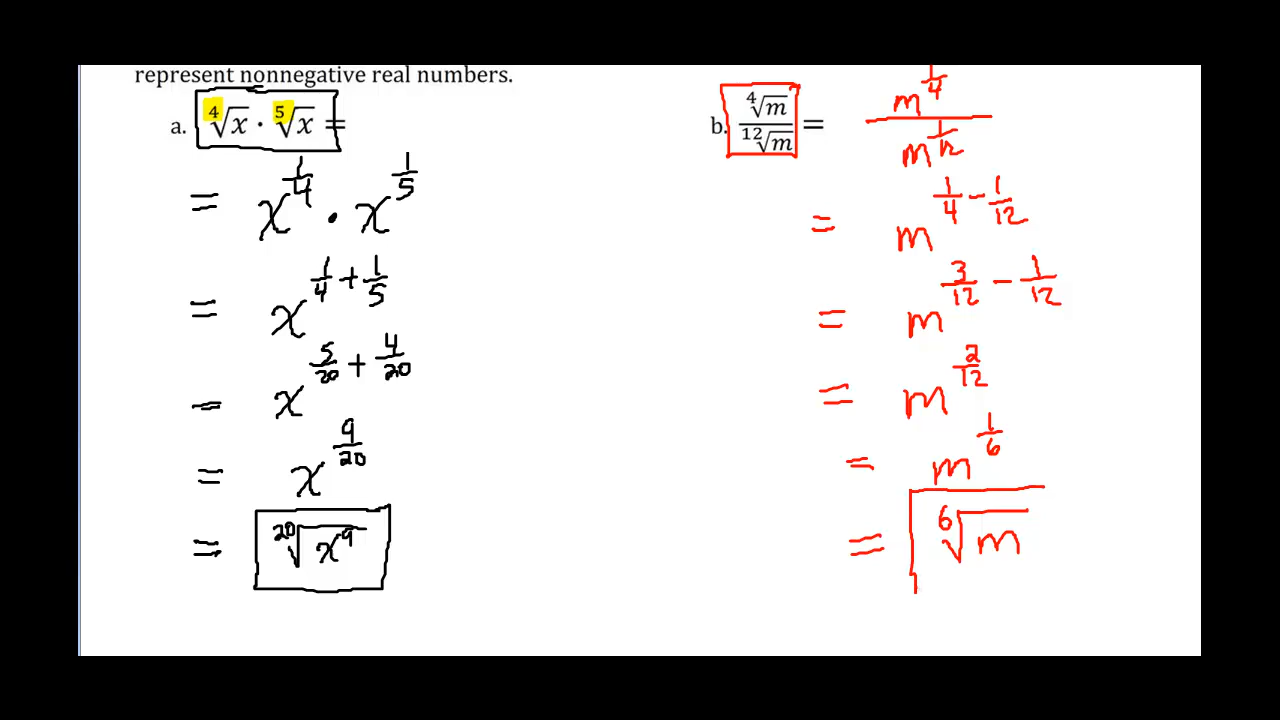 represent nonnegative real numbers.
a. ∜x · ⁵√x =
= x^(1/4) · x^(1/5)
= x^(1/4 + 1/5)
= x^(5/20 + 4/20)
= x^(9/20)
= ²⁰√(x⁹)
b. ∜m / ¹²√m = m^(1/4) / m^(1/12)
= m^(1/4 − 1/12)
= m^(3/12 − 1/12)
= m^(2/12)
= m^(1/6)
= ⁶√m